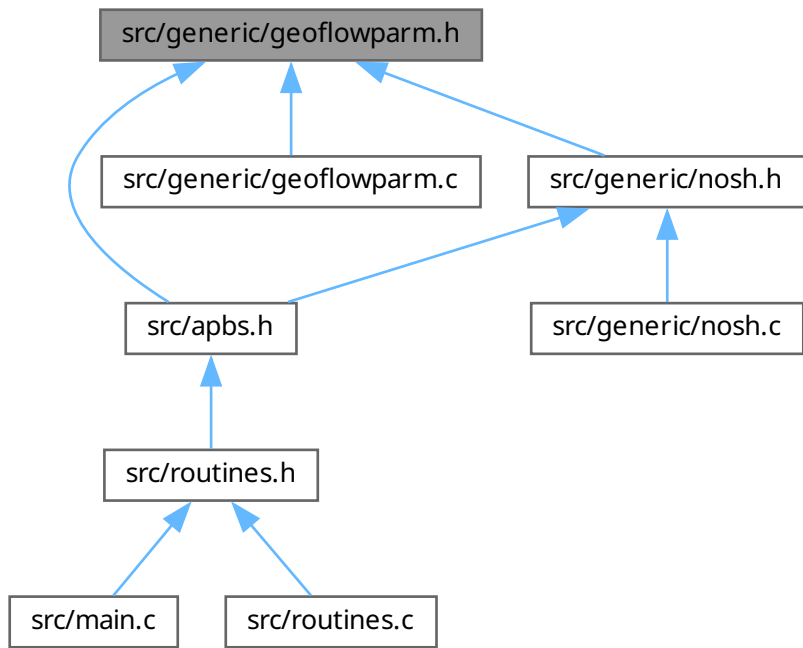 src/generic/geoflowparm.h
src/generic/geoflowparm.c
src/generic/nosh.h
src/apbs.h
src/generic/nosh.c
src/routines.h
src/main.c
src/routines.c